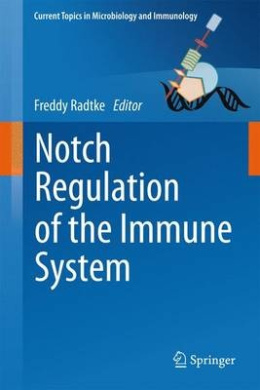 Current Topics in Microbiology and Immunology
Freddy Radtke Editor
Notch
Regulation
of the Immune
System
Springer